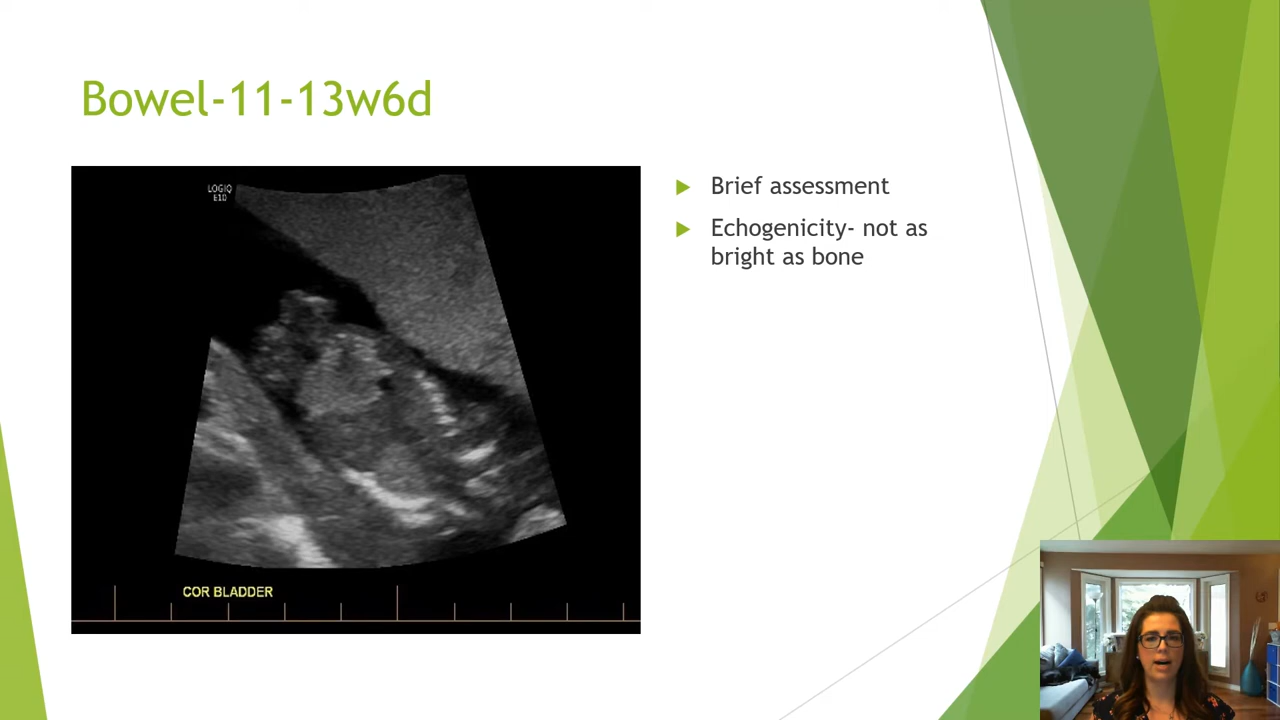 Bowel-11-13w6d
LOGIQ
E10
Brief assessment
Echogenicity- not as
bright as bone
COR BLADDER